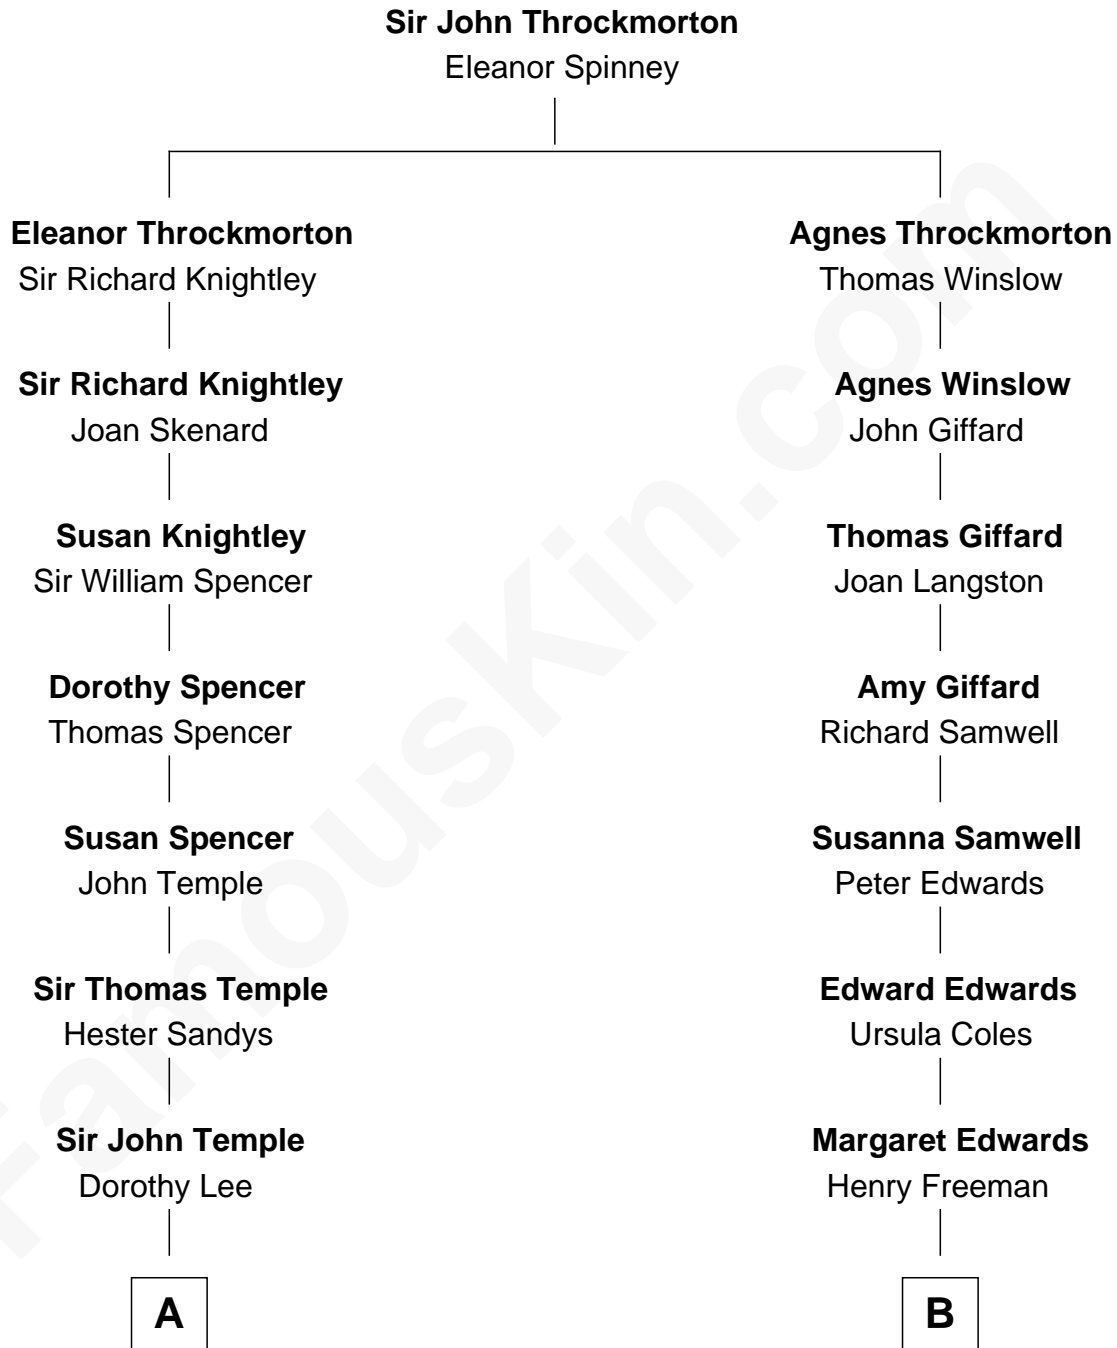 Sir John Throckmorton
Eleanor Spinney
Eleanor Throckmorton
Sir Richard Knightley
Sir Richard Knightley
Joan Skenard
Susan Knightley
Sir William Spencer
Dorothy Spencer
Thomas Spencer
Susan Spencer
John Temple
Sir Thomas Temple
Hester Sandys
Sir John Temple
Dorothy Lee
A
Agnes Throckmorton
Thomas Winslow
Agnes Winslow
John Giffard
Thomas Giffard
Joan Langston
Amy Giffard
Richard Samwell
Susanna Samwell
Peter Edwards
Edward Edwards
Ursula Coles
Margaret Edwards
Henry Freeman
B
FamousKin.com